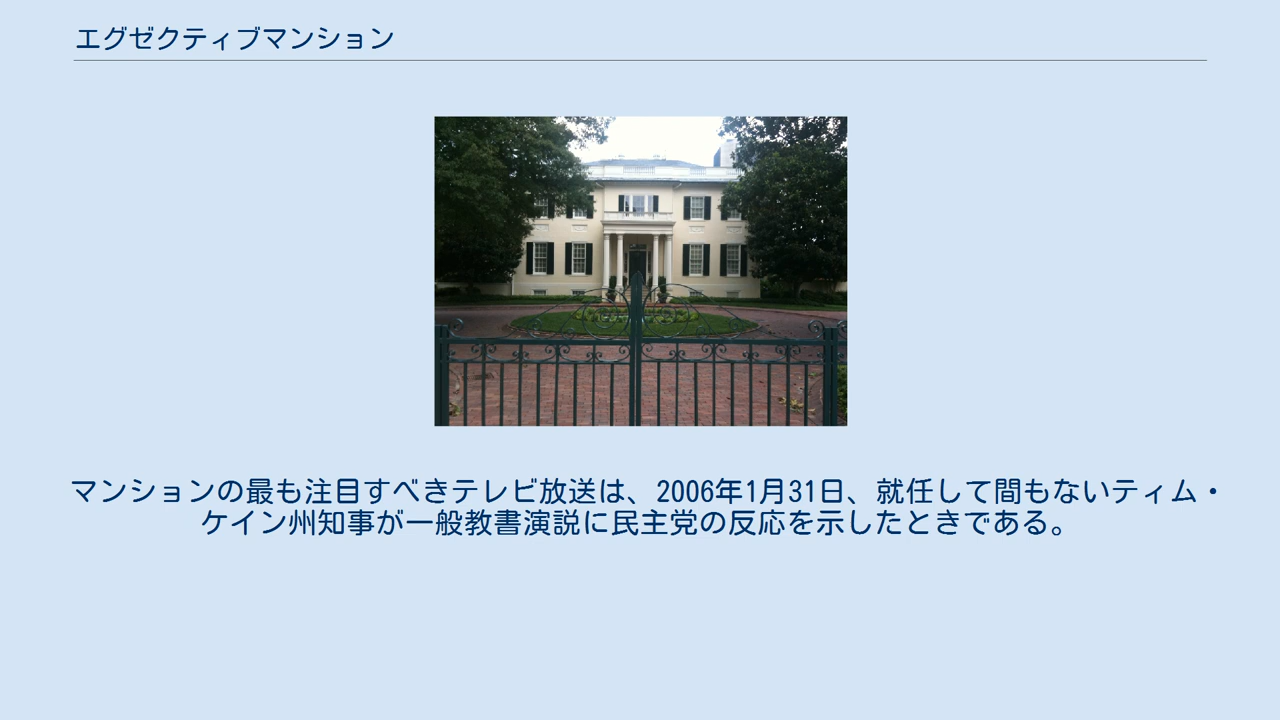 エグゼクティブマンション
マンションの最も注目すべきテレビ放送は、2006年1月31日、就任して間もないティム・
ケイン州知事が一般教書演説に民主党の反応を示したときである。